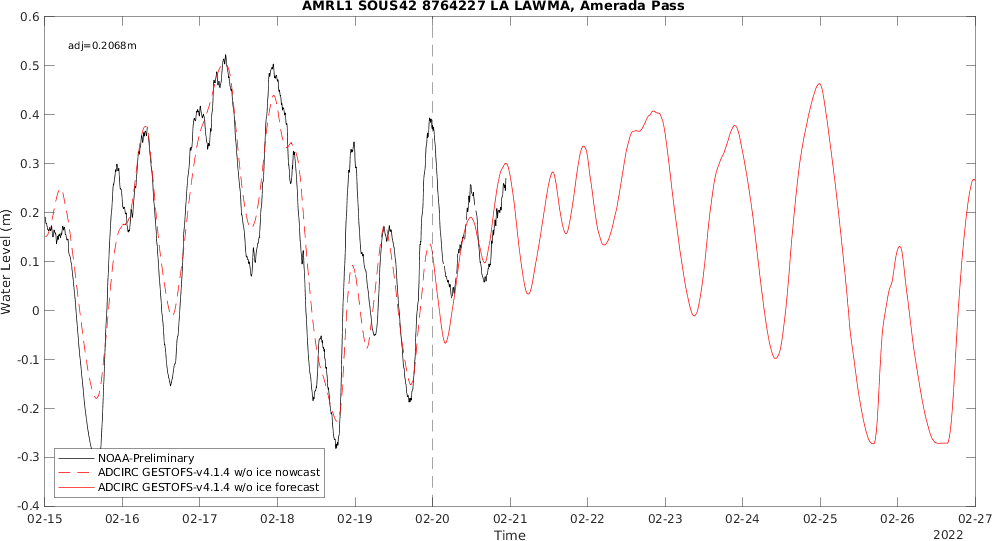 AMRL1 SOUS42 8764227 LA LAWMA, Amerada Pass
adj=0.2068m
0.6
0.5
0.4
0.3
0.2
0.1
0
-0.1
-0.2
-0.3
-0.4
Water Level (m)
NOAA-Preliminary
ADCIRC GESTOFS-v4.1.4 w/o ice nowcast
ADCIRC GESTOFS-v4.1.4 w/o ice forecast
02-15 02-16 02-17 02-18 02-19 02-20 02-21 02-22 02-23 02-24 02-25 02-26 02-27
Time
2022